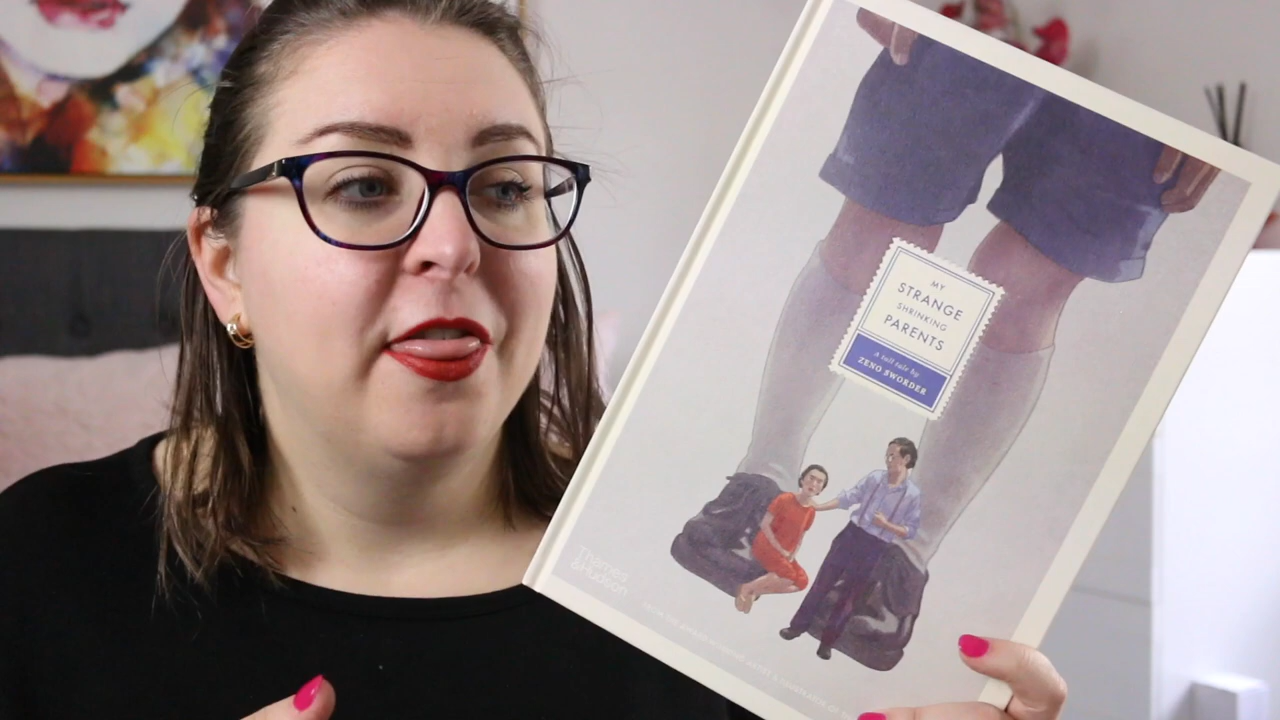 MY
STRANGE
SHRINKING
PARENTS
A tall tale by
ZENO SWORDER
Thames
&Hudson